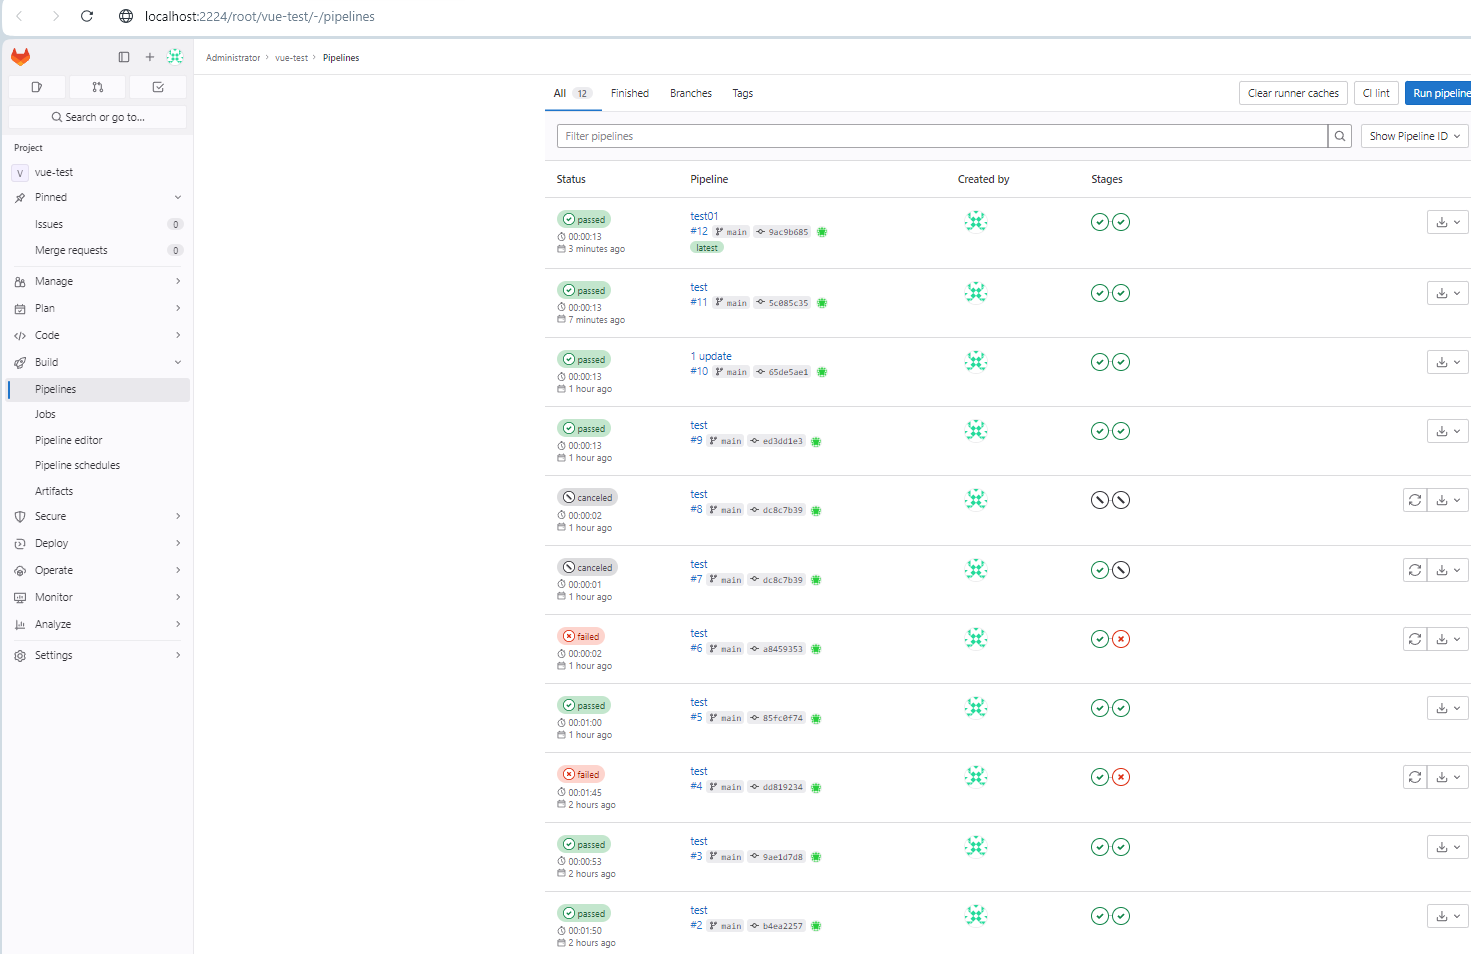 localhost:2224/root/vue-test/-/pipelines
Administrator › vue-test › Pipelines
Search or go to...
Project
V vue-test
Pinned
Issues 0
Merge requests 0
Manage
Plan
Code
Build
Pipelines
Jobs
Pipeline editor
Pipeline schedules
Artifacts
Secure
Deploy
Operate
Monitor
Analyze
Settings
All 12 Finished Branches Tags Clear runner caches CI lint Run pipeline
Filter pipelines Show Pipeline ID
Status Pipeline Created by Stages
passed test01
00:00:13 #12 main 9ac9b685
3 minutes ago latest
passed test
00:00:13 #11 main 5c085c35
7 minutes ago
passed 1 update
00:00:13 #10 main 65de5ae1
1 hour ago
passed test
00:00:13 #9 main ed3dd1e3
1 hour ago
canceled test
00:00:02 #8 main dc8c7b39
1 hour ago
canceled test
00:00:01 #7 main dc8c7b39
1 hour ago
failed test
00:00:02 #6 main a8459353
1 hour ago
passed test
00:01:00 #5 main 85fc0f74
1 hour ago
failed test
00:01:45 #4 main dd819234
2 hours ago
passed test
00:00:53 #3 main 9ae1d7d8
2 hours ago
passed test
00:01:50 #2 main b4ea2257
2 hours ago